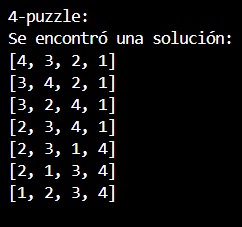 4-puzzle:
Se encontró una solución:
[4, 3, 2, 1]
[3, 4, 2, 1]
[3, 2, 4, 1]
[2, 3, 4, 1]
[2, 3, 1, 4]
[2, 1, 3, 4]
[1, 2, 3, 4]